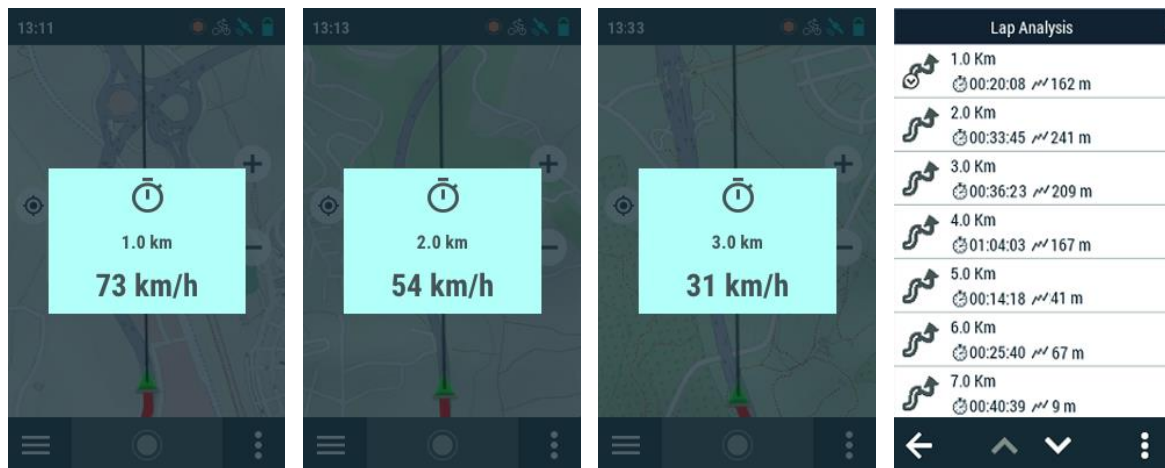 13:11
1.0 km
73 km/h
13:13
2.0 km
54 km/h
13:33
3.0 km
31 km/h
Lap Analysis
1.0 Km
00:20:08 162 m
2.0 Km
00:33:45 241 m
3.0 Km
00:36:23 209 m
4.0 Km
01:04:03 167 m
5.0 Km
00:14:18 41 m
6.0 Km
00:25:40 67 m
7.0 Km
00:40:39 9 m